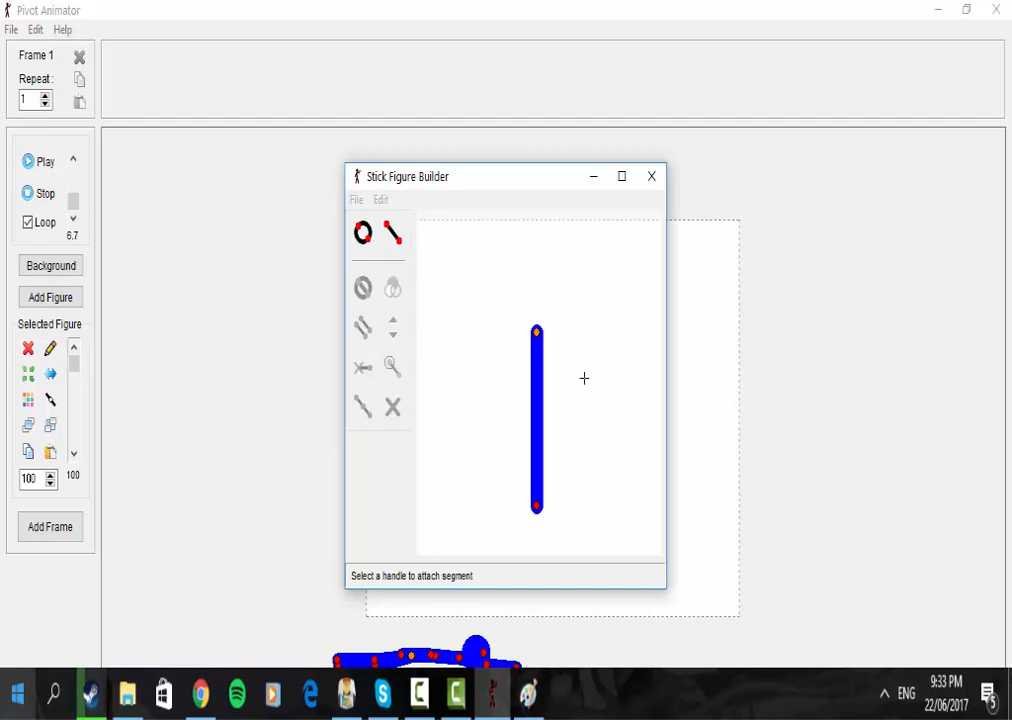 Pivot Animator
File Edit Help
Frame 1
Repeat:
1
Play
Stop
Loop
6.7
Background
Add Figure
Selected Figure
100
100
Add Frame
Stick Figure Builder
File Edit
Select a handle to attach segment
ENG
9:33 PM
22/06/2017
5